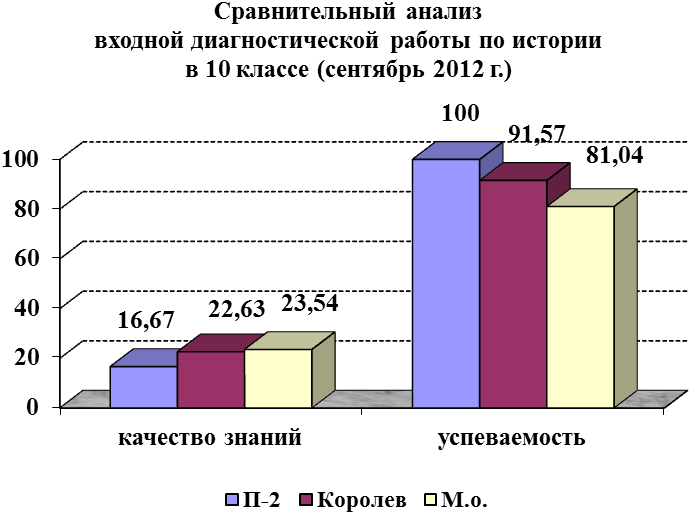 Сравнительный анализ
входной диагностической работы по истории
в 10 классе (сентябрь 2012 г.)
100
91,57
81,04
100
80
60
40
20
0
16,67
22,63
23,54
качество знаний
успеваемость
П-2
Королев
М.о.